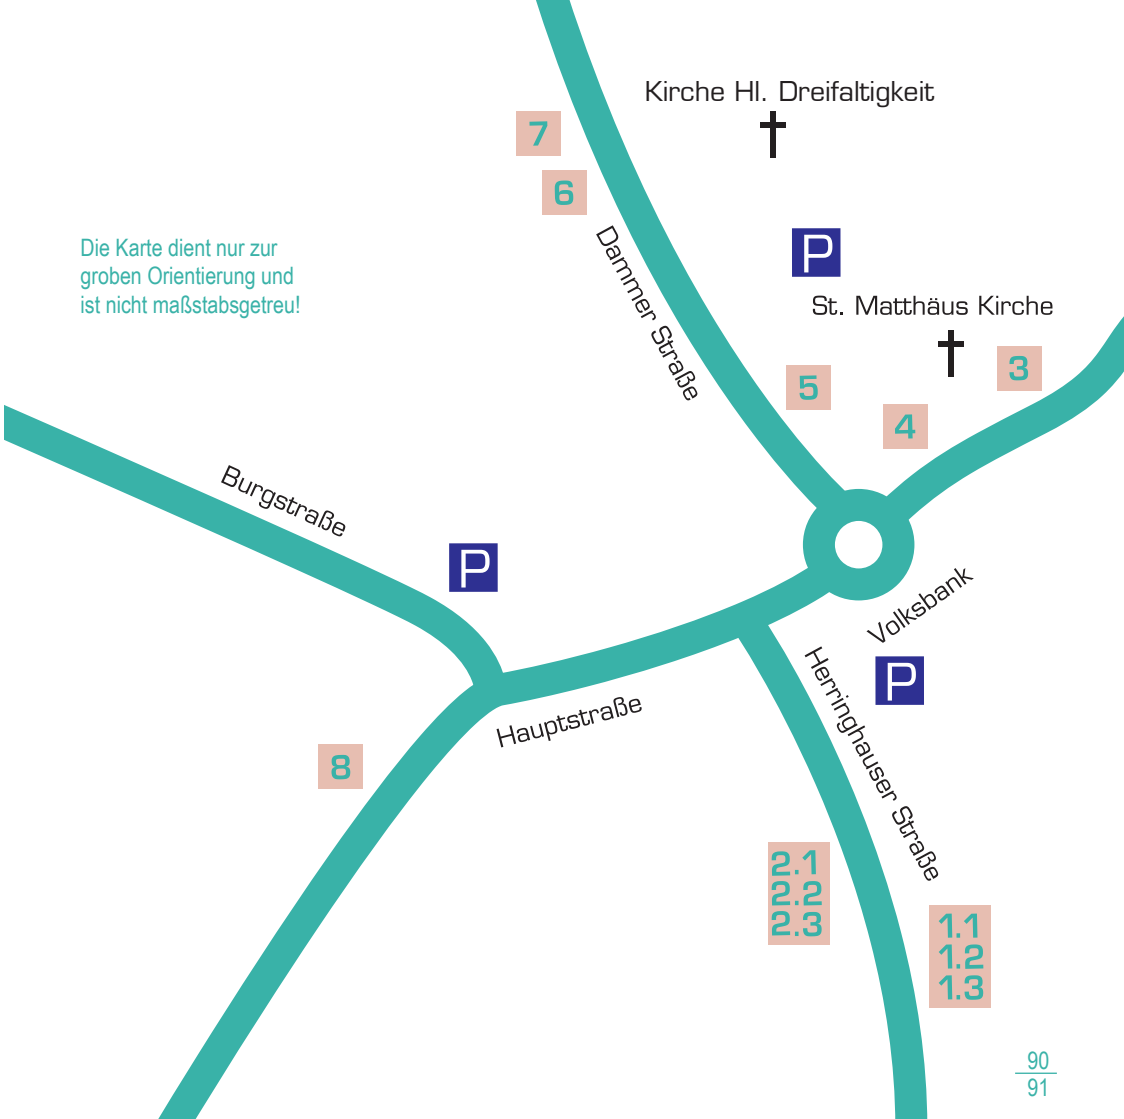 Kirche Hl. Dreifaltigkeit
7
6
Dammer Straße
P
Die Karte dient nur zur
groben Orientierung und
ist nicht maßstabsgetreu!
St. Matthäus Kirche
3
5
4
Burgstraße
P
Volksbank
P
Hauptstraße
Herringhauser Straße
8
2.1
2.2
2.3
1.1
1.2
1.3
90
91